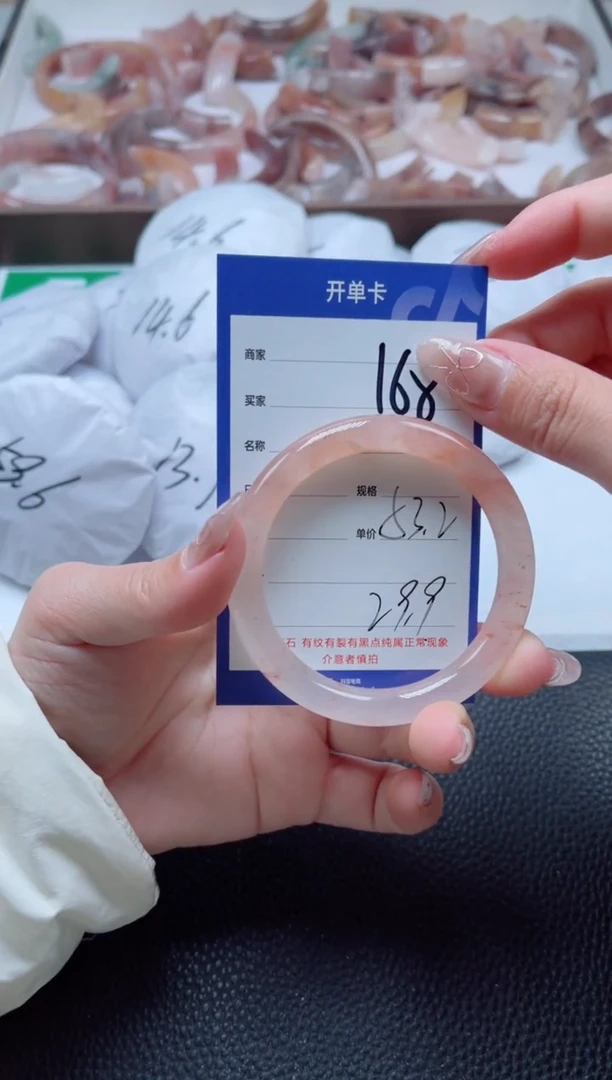 14.6
14.6
开单卡
商家
168
买家
名称
规格
53.2
单价
29.9
石 有纹有裂有黑点纯属正常现象
介意者慎拍